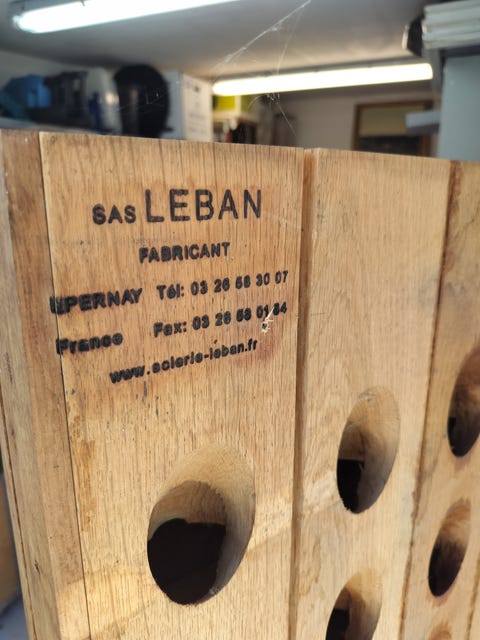 SAS LEBAN
FABRICANT
EPERNAY Tél: 03 26 58 30 07
France Fax: 03 26 58 01 84
www.scierie-leban.fr